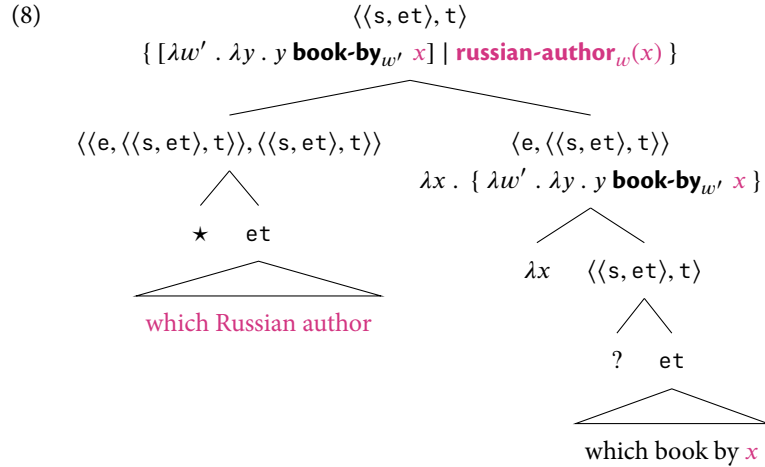 (8) ⟨⟨s, et⟩, t⟩
{ [λw′ . λy . y book-by_w′ x] | russian-author_w(x) }
⟨⟨e, ⟨⟨s, et⟩, t⟩⟩, ⟨⟨s, et⟩, t⟩⟩ ⟨e, ⟨⟨s, et⟩, t⟩⟩
λx . { λw′ . λy . y book-by_w′ x }
★ et λx ⟨⟨s, et⟩, t⟩
which Russian author ? et
which book by x